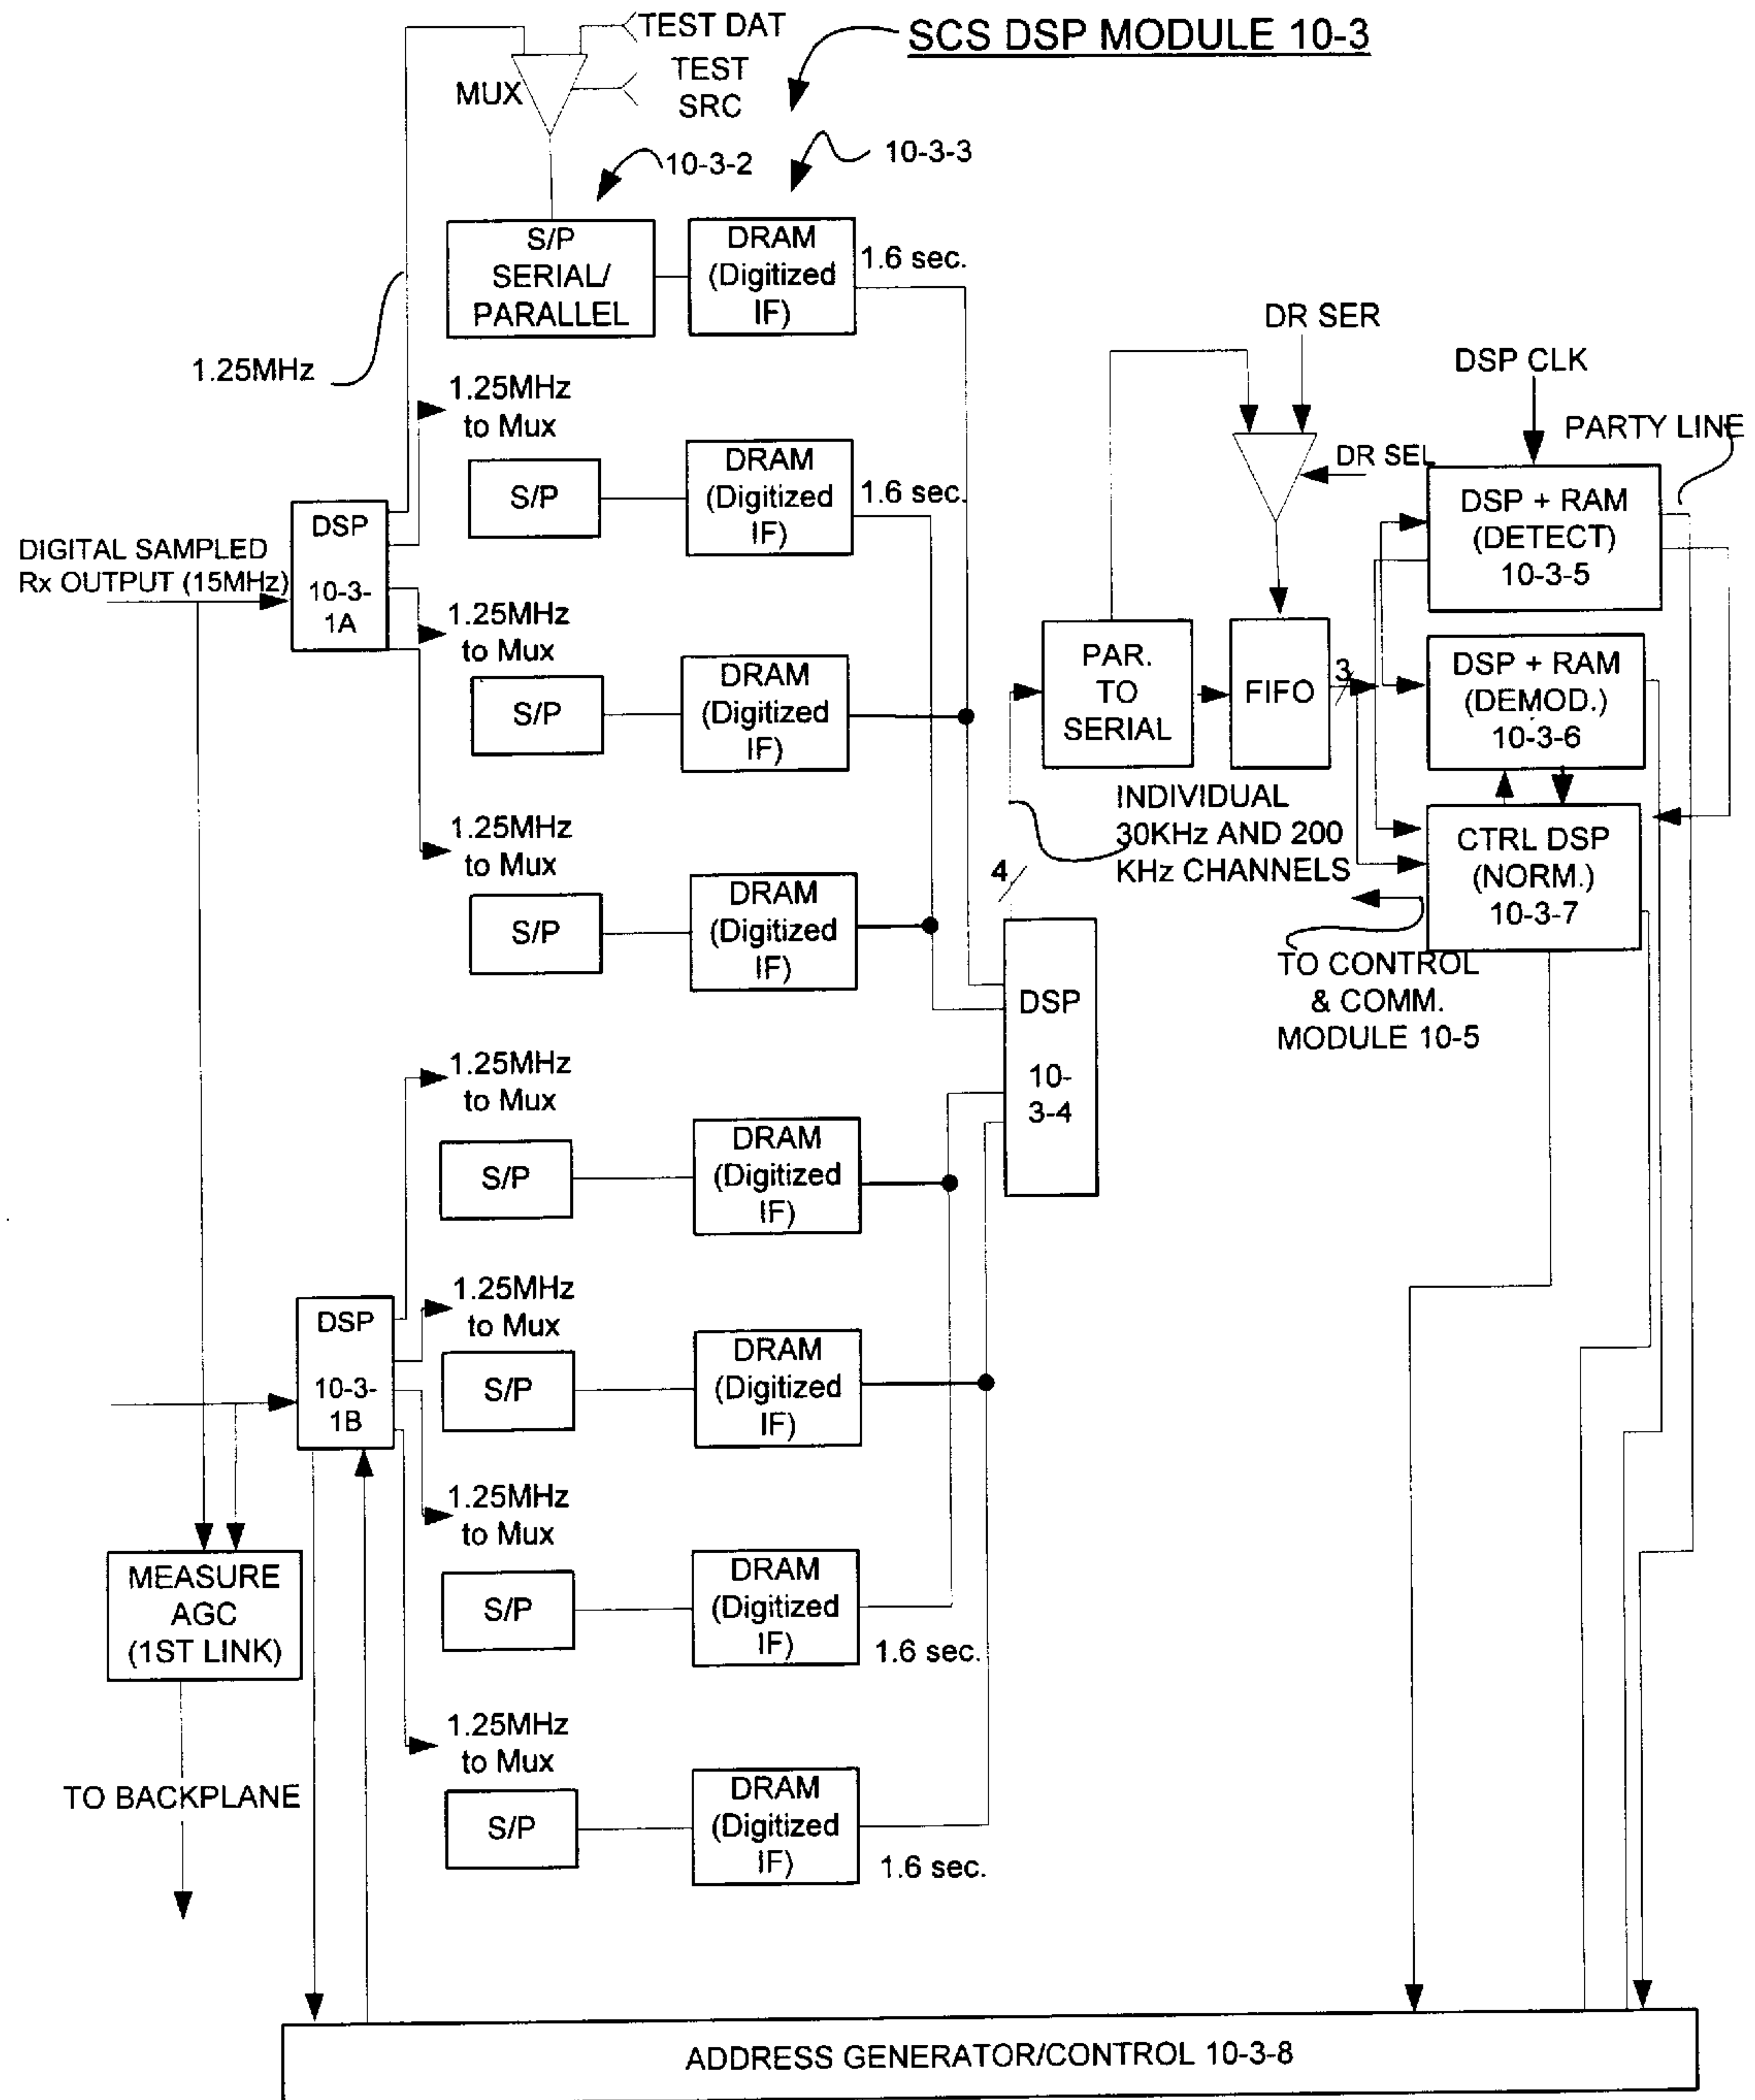 TEST DAT
SCS DSP MODULE 10-3
MUX
TEST
SRC
10-3-2
10-3-3
S/P
SERIAL/
PARALLEL
DRAM
(Digitized
IF)
1.6 sec.
1.25MHz
DR SER
DSP CLK
PARTY LINE
1.25MHz
to Mux
S/P
DRAM
(Digitized
IF)
1.6 sec.
DR SEL
DSP + RAM
(DETECT)
10-3-5
DIGITAL SAMPLED
Rx OUTPUT (15MHz)
DSP
10-3-
1A
1.25MHz
to Mux
S/P
DRAM
(Digitized
IF)
PAR.
TO
SERIAL
FIFO
3
DSP + RAM
(DEMOD.)
10-3-6
1.25MHz
to Mux
S/P
DRAM
(Digitized
IF)
INDIVIDUAL
30KHz AND 200
KHz CHANNELS
4
CTRL DSP
(NORM.)
10-3-7
TO CONTROL
& COMM.
MODULE 10-5
DSP
10-
3-4
1.25MHz
to Mux
S/P
DRAM
(Digitized
IF)
DSP
10-3-
1B
1.25MHz
to Mux
S/P
DRAM
(Digitized
IF)
1.25MHz
to Mux
S/P
DRAM
(Digitized
IF)
1.6 sec.
MEASURE
AGC
(1ST LINK)
TO BACKPLANE
1.25MHz
to Mux
S/P
DRAM
(Digitized
IF)
1.6 sec.
ADDRESS GENERATOR/CONTROL 10-3-8